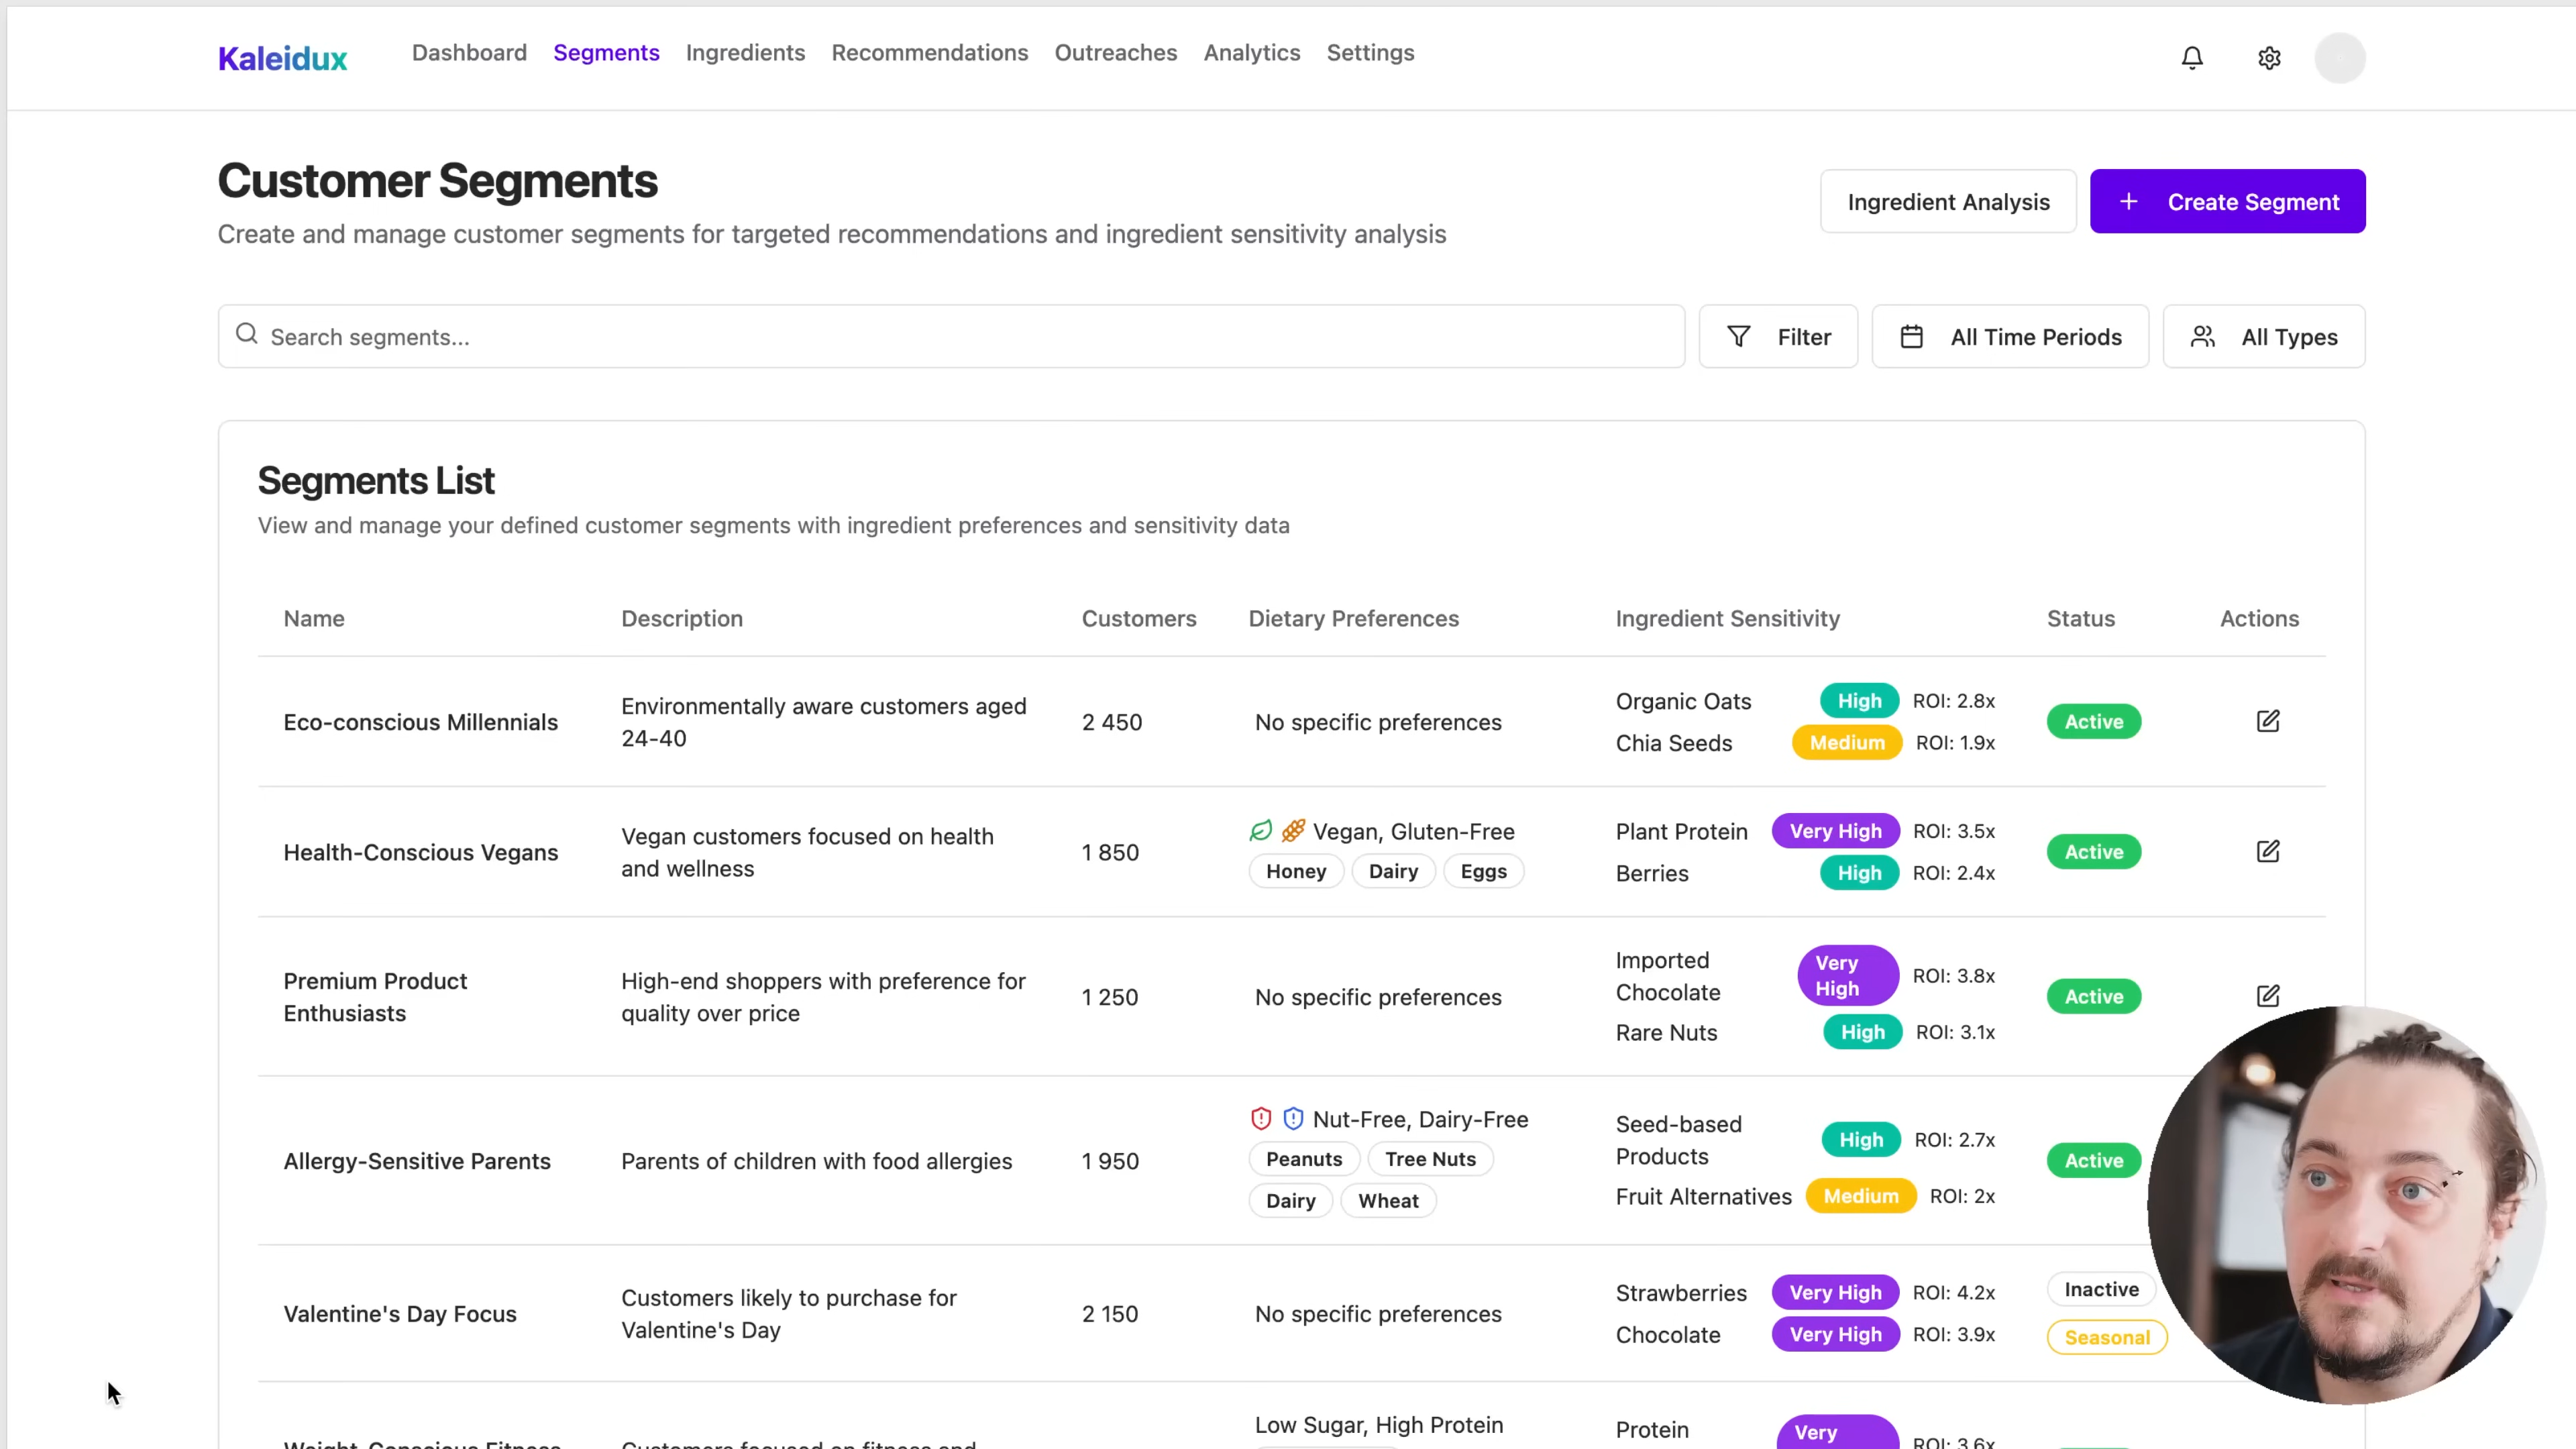 Kaleidux
Dashboard Segments Ingredients Recommendations Outreaches Analytics Settings
Customer Segments
Create and manage customer segments for targeted recommendations and ingredient sensitivity analysis
Ingredient Analysis
Create Segment
Search segments...
Filter
All Time Periods
All Types
Segments List
View and manage your defined customer segments with ingredient preferences and sensitivity data
Name Description Customers Dietary Preferences Ingredient Sensitivity Status Actions
Eco-conscious Millennials
Environmentally aware customers aged
24-40
2 450
No specific preferences
Organic Oats High ROI: 2.8x
Chia Seeds Medium ROI: 1.9x
Active
Health-Conscious Vegans
Vegan customers focused on health
and wellness
1 850
Vegan, Gluten-Free
Honey Dairy Eggs
Plant Protein Very High ROI: 3.5x
Berries High ROI: 2.4x
Active
Premium Product
Enthusiasts
High-end shoppers with preference for
quality over price
1 250
No specific preferences
Imported
Chocolate
Very
High
ROI: 3.8x
Rare Nuts High ROI: 3.1x
Active
Allergy-Sensitive Parents
Parents of children with food allergies
1 950
Nut-Free, Dairy-Free
Peanuts Tree Nuts
Dairy Wheat
Seed-based
Products
High ROI: 2.7x
Fruit Alternatives Medium ROI: 2x
Active
Valentine's Day Focus
Customers likely to purchase for
Valentine's Day
2 150
No specific preferences
Strawberries Very High ROI: 4.2x
Chocolate Very High ROI: 3.9x
Inactive
Seasonal
Weight-Conscious Fitness
Customers focused on fitness and
Low Sugar, High Protein
Protein
Very
ROI: 3.6x